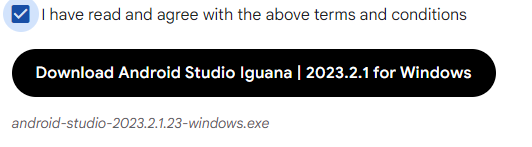 I have read and agree with the above terms and conditions
Download Android Studio Iguana | 2023.2.1 for Windows
android-studio-2023.2.1.23-windows.exe